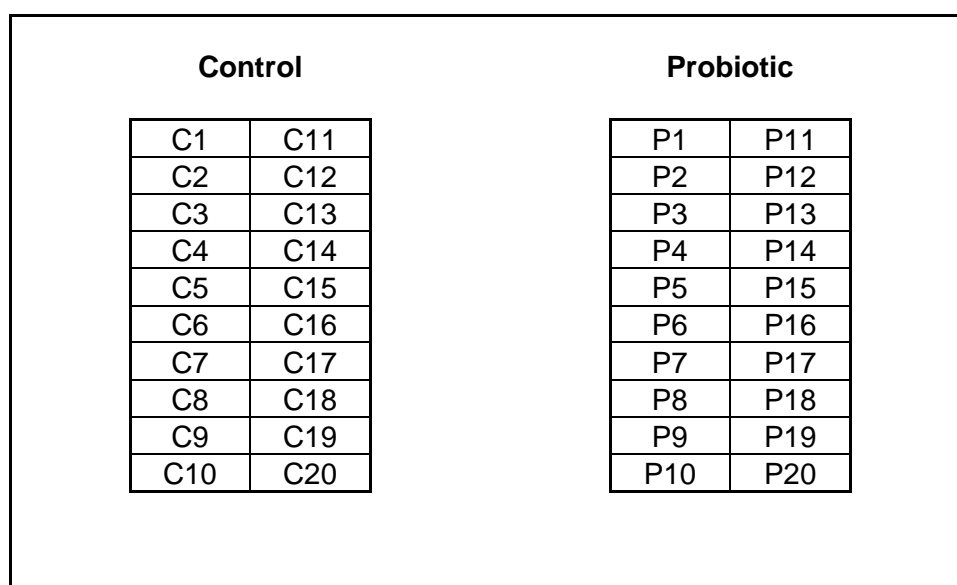 Control Probiotic
C1 C11 P1 P11
C2 C12 P2 P12
C3 C13 P3 P13
C4 C14 P4 P14
C5 C15 P5 P15
C6 C16 P6 P16
C7 C17 P7 P17
C8 C18 P8 P18
C9 C19 P9 P19
C10 C20 P10 P20